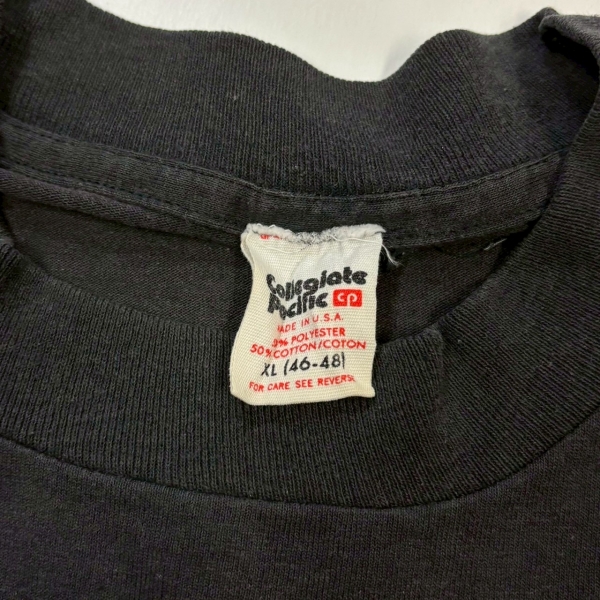 Collegiate
Pacific cp
MADE IN U.S.A.
0% POLYESTER
50% COTTON/COTON
XL (46-48)
FOR CARE SEE REVERSE